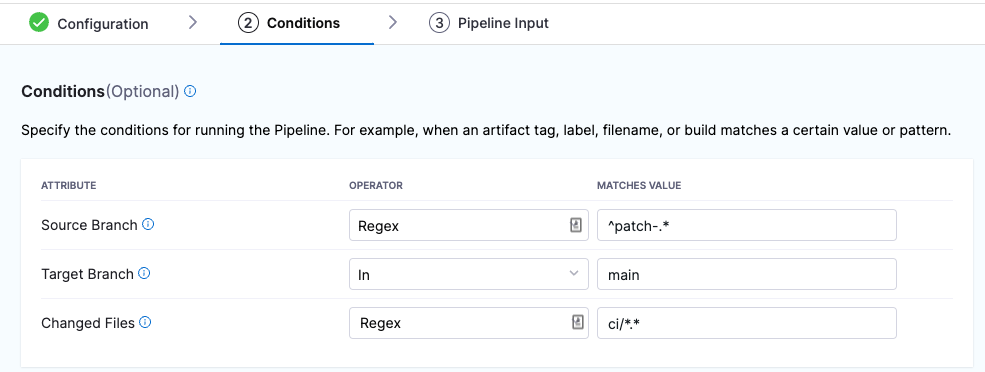 Configuration
2 Conditions
3 Pipeline Input
Conditions(Optional)
Specify the conditions for running the Pipeline. For example, when an artifact tag, label, filename, or build matches a certain value or pattern.
ATTRIBUTE OPERATOR MATCHES VALUE
Source Branch Regex ^patch-.*
Target Branch In main
Changed Files Regex ci/*.*